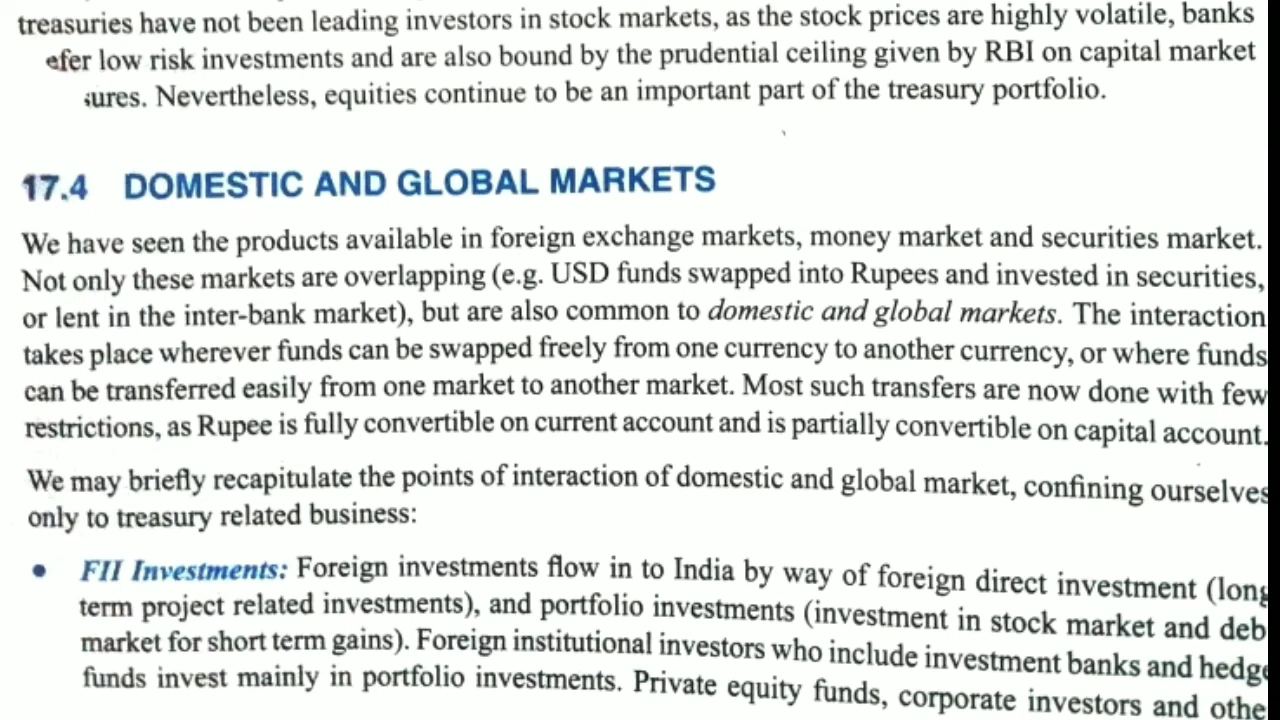 treasuries have not been leading investors in stock markets, as the stock prices are highly volatile, banks
efer low risk investments and are also bound by the prudential ceiling given by RBI on capital market
sures. Nevertheless, equities continue to be an important part of the treasury portfolio.
17.4 DOMESTIC AND GLOBAL MARKETS
We have seen the products available in foreign exchange markets, money market and securities market.
Not only these markets are overlapping (e.g. USD funds swapped into Rupees and invested in securities,
or lent in the inter-bank market), but are also common to domestic and global markets. The interaction
takes place wherever funds can be swapped freely from one currency to another currency, or where funds
can be transferred easily from one market to another market. Most such transfers are now done with few
restrictions, as Rupee is fully convertible on current account and is partially convertible on capital account.
We may briefly recapitulate the points of interaction of domestic and global market, confining ourselves
only to treasury related business:
• FII Investments: Foreign investments flow in to India by way of foreign direct investment (long
term project related investments), and portfolio investments (investment in stock market and deb
market for short term gains). Foreign institutional investors who include investment banks and hedge
funds invest mainly in portfolio investments. Private equity funds, corporate investors and othe